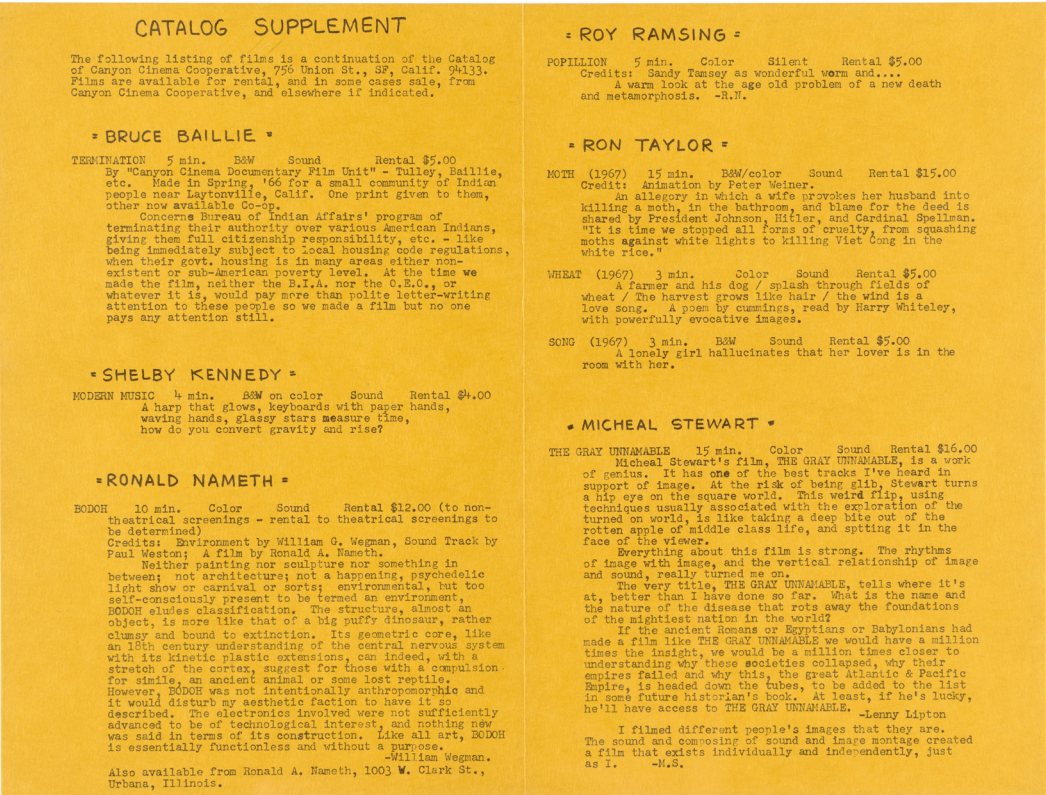 CATALOG SUPPLEMENT
The following listing of films is a continuation of the Catalog
of Canyon Cinema Cooperative, 756 Union St., SF, Calif. 94133.
Films are available for rental, and in some cases sale, from
Canyon Cinema Cooperative, and elsewhere if indicated.
= BRUCE BAILLIE =
TERMINATION 5 min. B&W Sound Rental $5.00
By "Canyon Documentary Film Unit" - Tulley, Baillie,
etc. Made in Spring, '66 for a small community of Indian
people near Laytonville, Calif. One print given to them,
other now available Co-op.
Concerns Bureau of Indian Affairs' program of
terminating their authority over various American Indians,
giving them full citizenship responsibility, etc. - like
being immediately subject to local housing code regulations,
when their govt. housing is in many areas either non-
existent or sub-American poverty level. At the time we
made the film, neither the B.I.A. nor the O.E.O., or
whatever it is, would pay more than polite letter-writing
attention to these people so we made a film but no one
pays any attention still.
= SHELBY KENNEDY =
MODERN MUSIC 4 min. B&W on color Sound Rental $4.00
A harp that glows, keyboards with paper hands,
waving hands, glassy stars measure time,
how do you convert gravity and rise?
= RONALD NAMETH =
BODOH 10 min. Color Sound Rental $12.00 (to non-
theatrical screenings - rental to theatrical screenings to
be determined)
Credits: Environment by William G. Wegman, Sound Track by
Paul Weston; A film by Ronald A. Nameth.
Neither painting nor sculpture nor something in
between; not architecture; not a happening, psychedelic
light show or carnival or sorts; environmental, but too
self-consciously present to be termed an environment,
BODOH eludes classification. The structure, almost an
object, is more like that of a big puffy dinosaur, rather
clumsy and bound to extinction. Its geometric core, like
an 18th century understanding of the central nervous system
with its kinetic plastic extensions, can indeed, with a
stretch of the cortex, suggest for those with a compulsion
for simile, an ancient animal or some lost reptile.
However, BODOH was not intentionally anthropomorphic and
it would disturb my aesthetic faction to have it so
described. The electronics involved were not sufficiently
advanced to be of technological interest, and nothing new
was said in terms of its construction. Like all art, BODOH
is essentially functionless and without a purpose.
-William Wegman.
Also available from Ronald A. Nameth, 1003 W. Clark St.,
Urbana, Illinois.
= ROY RAMSING =
POPILLION 5 min. Color Silent Rental $5.00
Credits: Sandy Tamsey as wonderful worm and....
A warm look at the age old problem of a new death
and metamorphosis. -R.N.
= RON TAYLOR =
MOTH (1967) 15 min. B&W/color Sound Rental $15.00
Credit: Animation by Peter Weiner.
An allegory in which a wife provokes her husband into
killing a moth, in the bathroom, and blame for the deed is
shared by President Johnson, Hitler, and Cardinal Spellman.
"It is time we stopped all forms of cruelty, from squashing
moths against white lights to killing Viet Cong in the
white rice."
WHEAT (1967) 3 min. Color Sound Rental $5.00
A farmer and his dog / splash through fields of
wheat / The harvest grows like hair / the wind is a
love song. A poem by cummings, read by Harry Whiteley,
with powerfully evocative images.
SONG (1967) 3 min. B&W Sound Rental $5.00
A lonely girl hallucinates that her lover is in the
room with her.
= MICHEAL STEWART =
THE GRAY UNNAMABLE 15 min. Color Sound Rental $16.00
Micheal Stewart's film, THE GRAY UNNAMABLE, is a work
of genius. It has one of the best tracks I've heard in
support of image. At the risk of being glib, Stewart turns
a hip eye on the square world. This weird flip, using
techniques usually associated with the exploration of the
turned on world, is like taking a deep bite out of the
rotten apple of middle class life, and sptting it in the
face of the viewer.
Everything about this film is strong. The rhythms
of image with image, and the vertical relationship of image
and sound, really turned me on.
The very title, THE GRAY UNNAMABLE, tells where it's
at, better than I have done so far. What is the name and
the nature of the disease that rots away the foundations
of the mightiest nation in the world?
If the ancient Romans or Egyptians or Babylonians had
made a film like THE GRAY UNNAMABLE we would have a million
times the insight, we would be a million times closer to
understanding why these societies collapsed, why their
empires failed and why this, the great Atlantic & Pacific
Empire, is headed down the tubes, to be added to the list
in some future historian's book. At least, if he's lucky,
he'll have access to THE GRAY UNNAMABLE.
-Lenny Lipton
I filmed different people's images that they are.
The sound and composing of sound and image montage created
a film that exists individually and independently, just
as I. -M.S.